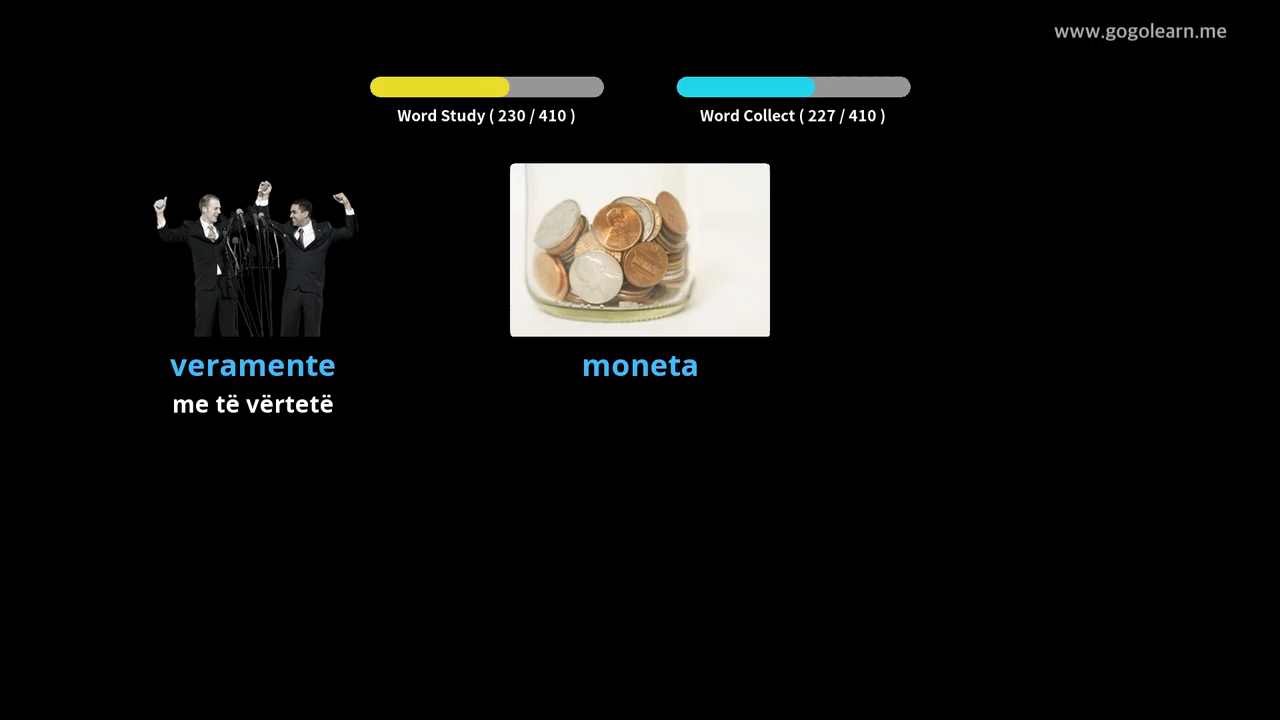 www.gogolearn.me
Word Study ( 230 / 410 )
Word Collect ( 227 / 410 )
veramente
me të vërtetë
moneta